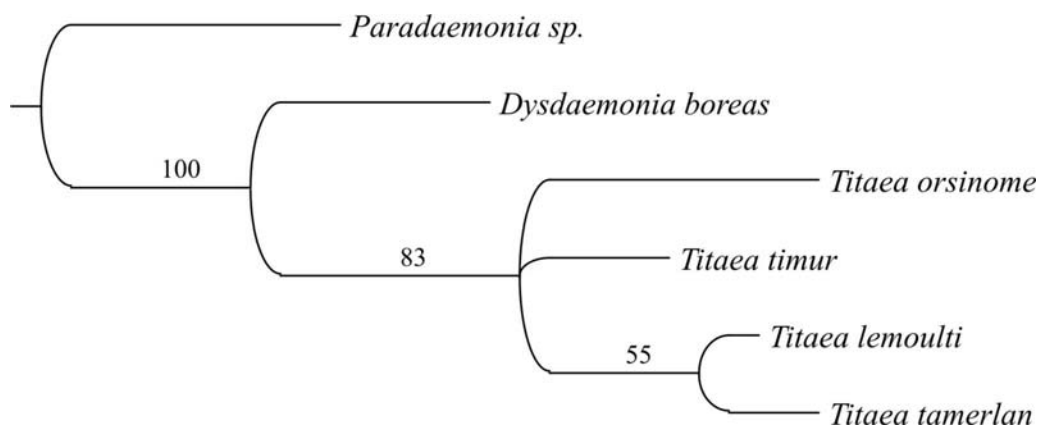 Paradaemonia sp.
Dysdaemonia boreas
100
Titaea orsinome
83
Titaea timur
Titaea lemoulti
55
Titaea tamerlan